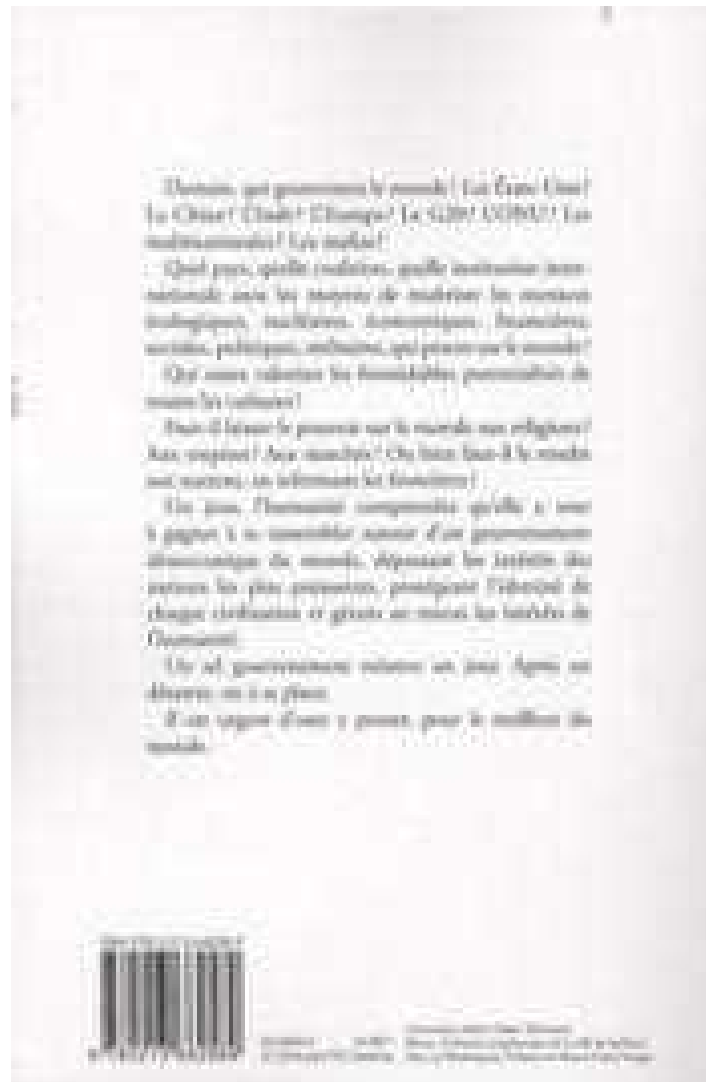 Demain, qui gouvernera le monde ? Les États-Unis ?
La Chine ? L'Inde ? L'Europe ? Le G20 ? L'ONU ? Les
multinationales ? Les mafias ?
Quel pays, quelle coalition, quelle institution inter-
nationale aura les moyens de maîtriser les menaces
écologiques, nucléaires, économiques, financières,
sociales, politiques, militaires, qui pèsent sur le monde ?
Qui saura valoriser les formidables potentialités de
toutes les cultures ?
Faut-il laisser le pouvoir sur le monde aux religions ?
Aux empires ? Aux marchés ? Ou bien faut-il le rendre
aux nations, en refermant les frontières ?
Un jour, l'humanité comprendra qu'elle a tout
à gagner à se rassembler autour d'un gouvernement
démocratique du monde, dépassant les intérêts des
nations les plus puissantes, protégeant l'identité de
chaque civilisation et gérant au mieux les intérêts de
l'humanité.
Un tel gouvernement existera un jour. Après un
désastre, ou à sa place.
Il est urgent d'oser y penser, pour le meilleur du
monde.